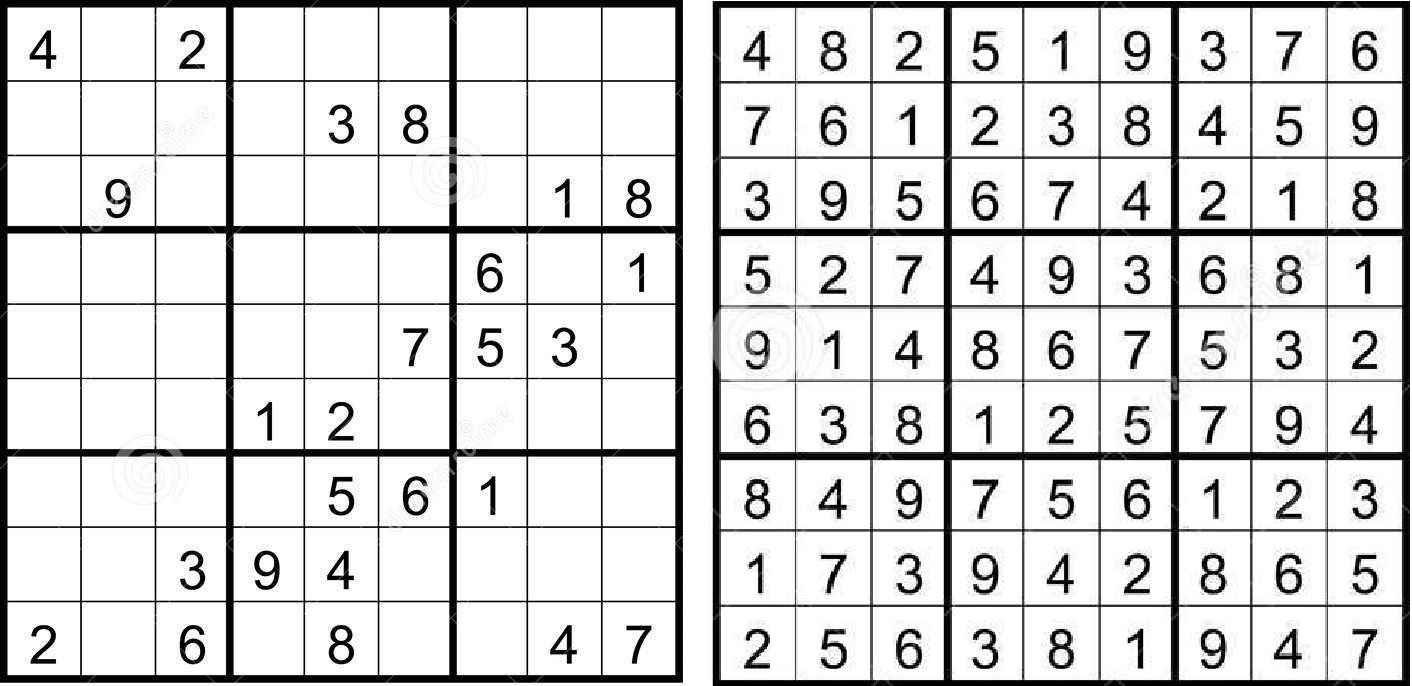 4 2
3 8
9 1 8
6 1
7 5 3
1 2
5 6 1
3 9 4
2 6 8 4 7
4 8 2 5 1 9 3 7 6
7 6 1 2 3 8 4 5 9
3 9 5 6 7 4 2 1 8
5 2 7 4 9 3 6 8 1
9 1 4 8 6 7 5 3 2
6 3 8 1 2 5 7 9 4
8 4 9 7 5 6 1 2 3
1 7 3 9 4 2 8 6 5
2 5 6 3 8 1 9 4 7